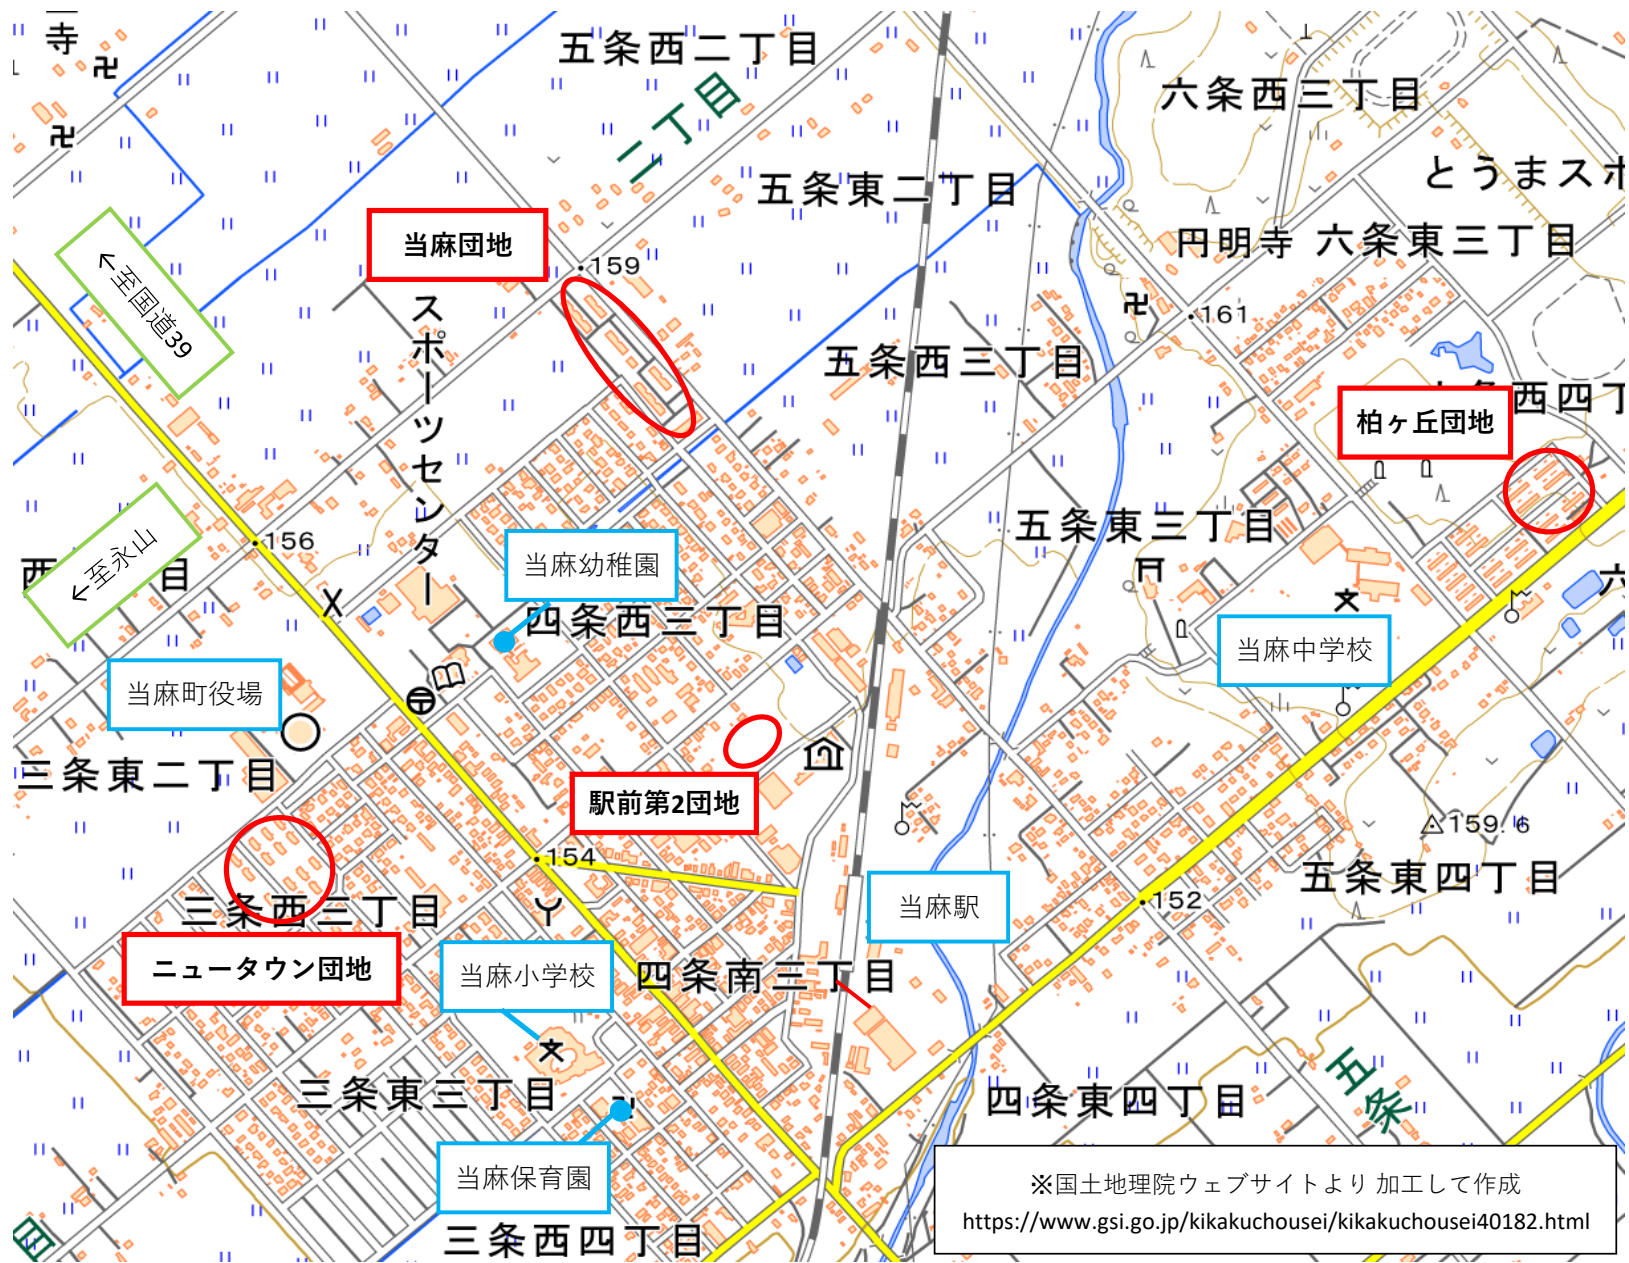 寺
五条西二丁目
二丁目
六条西三丁目
とうまスポ
五条東二丁目
円明寺
六条東三丁目
当麻団地
159
←至国道39
スポーツセンター
161
五条西三丁目
条西四丁
柏ヶ丘団地
156
←至永山
西
目
五条東三丁目
当麻幼稚園
四条西三丁目
六
当麻中学校
当麻町役場
三条東二丁目
駅前第2団地
159.6
154
五条東四丁目
152
三条西三丁目
当麻駅
ニュータウン団地
当麻小学校
四条南三丁目
三条東三丁目
四条東四丁目
五条
当麻保育園
三条西四丁目
目
※国土地理院ウェブサイトより 加工して作成
https://www.gsi.go.jp/kikakuchousei/kikakuchousei40182.html